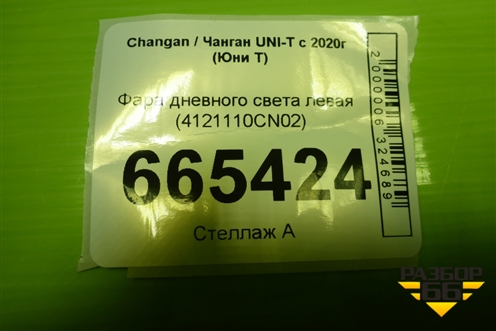 Changan / Чанган UNI-T с 2020г
(Юни Т)
Фара дневного света левая
(4121110CN02)
665424
Стеллаж А
2000006324689
РАЗБОР
66